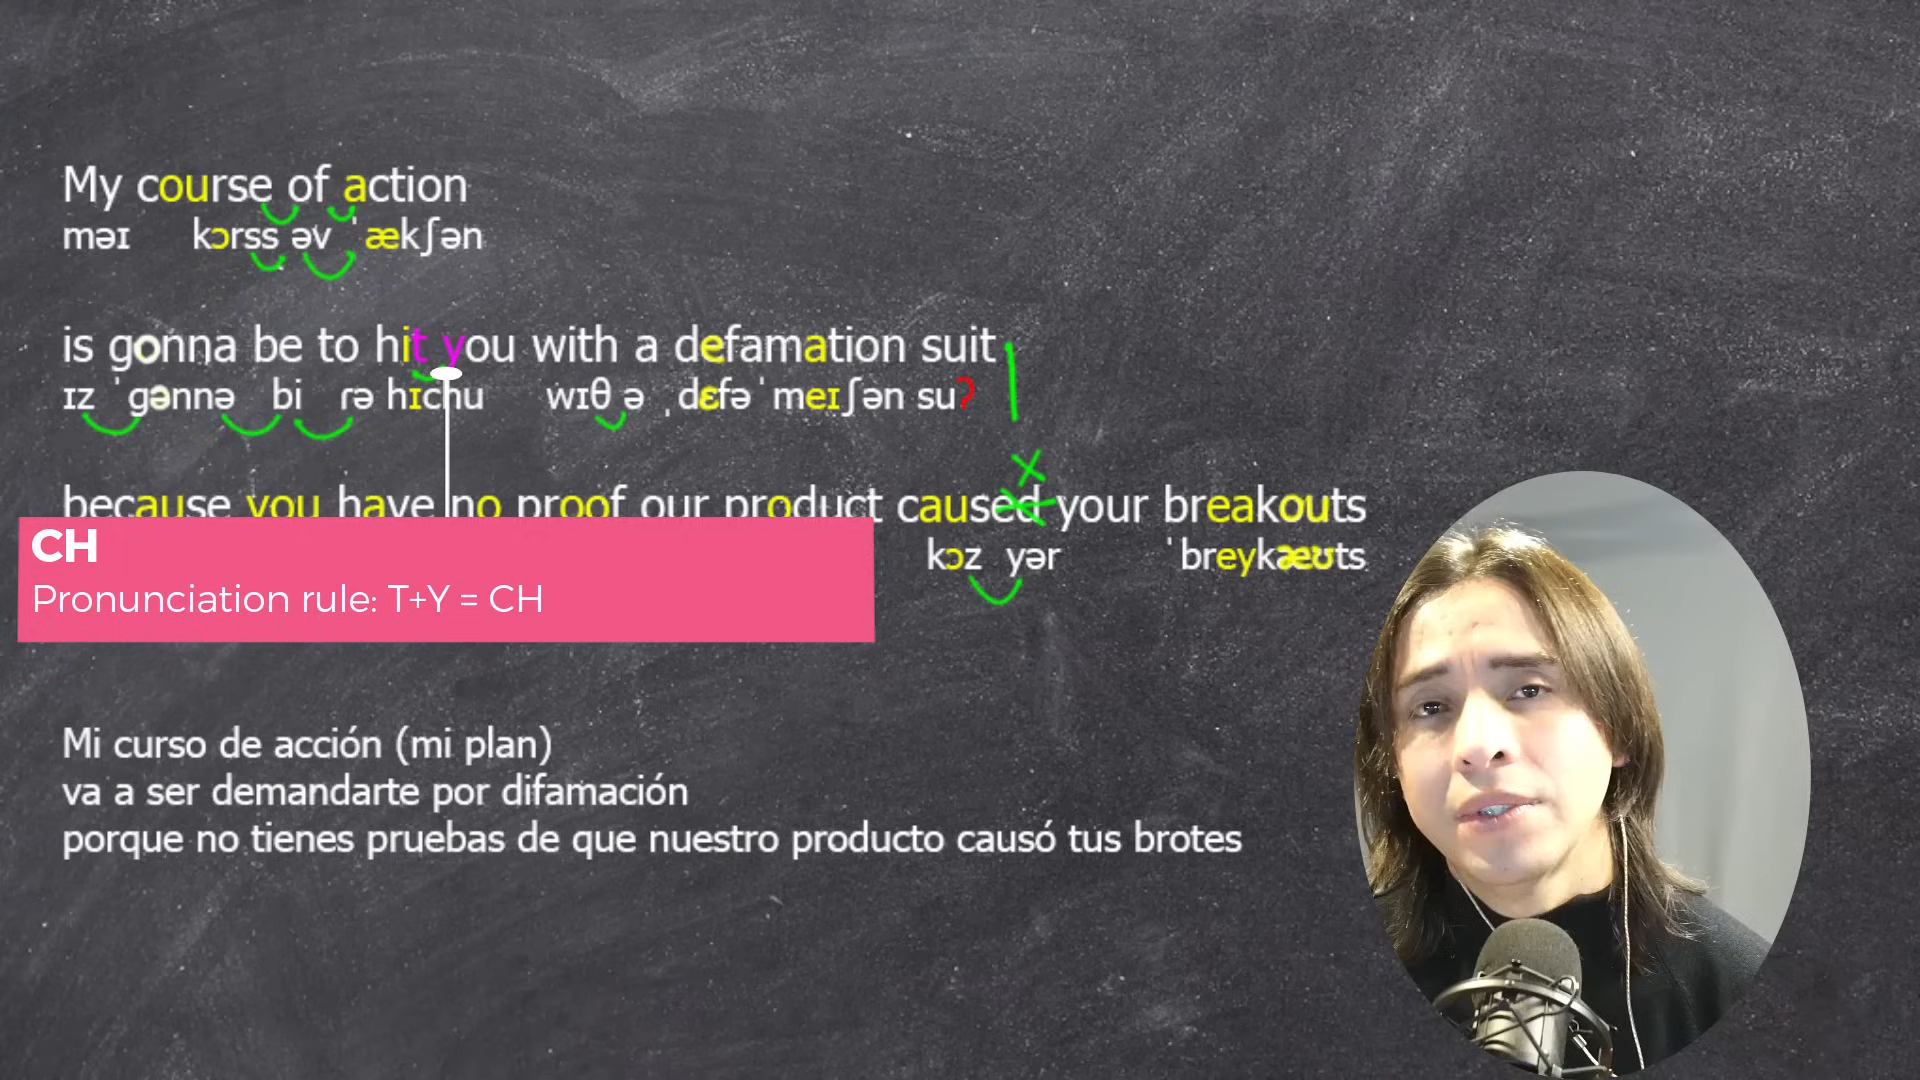 My course of action
məɪ kɔrss əv ˈækʃən
is gonna be to hit you with a defamation suit
ɪz ˈgənnə bi ɾə hɪchu wɪθ ə ˌdɛfəˈmeɪʃən suʔ
because you have no proof our product caused your breakouts
CH
kɔz yər ˈbreykæʊts
Pronunciation rule: T+Y = CH
Mi curso de acción (mi plan)
va a ser demandarte por difamación
porque no tienes pruebas de que nuestro producto causó tus brotes